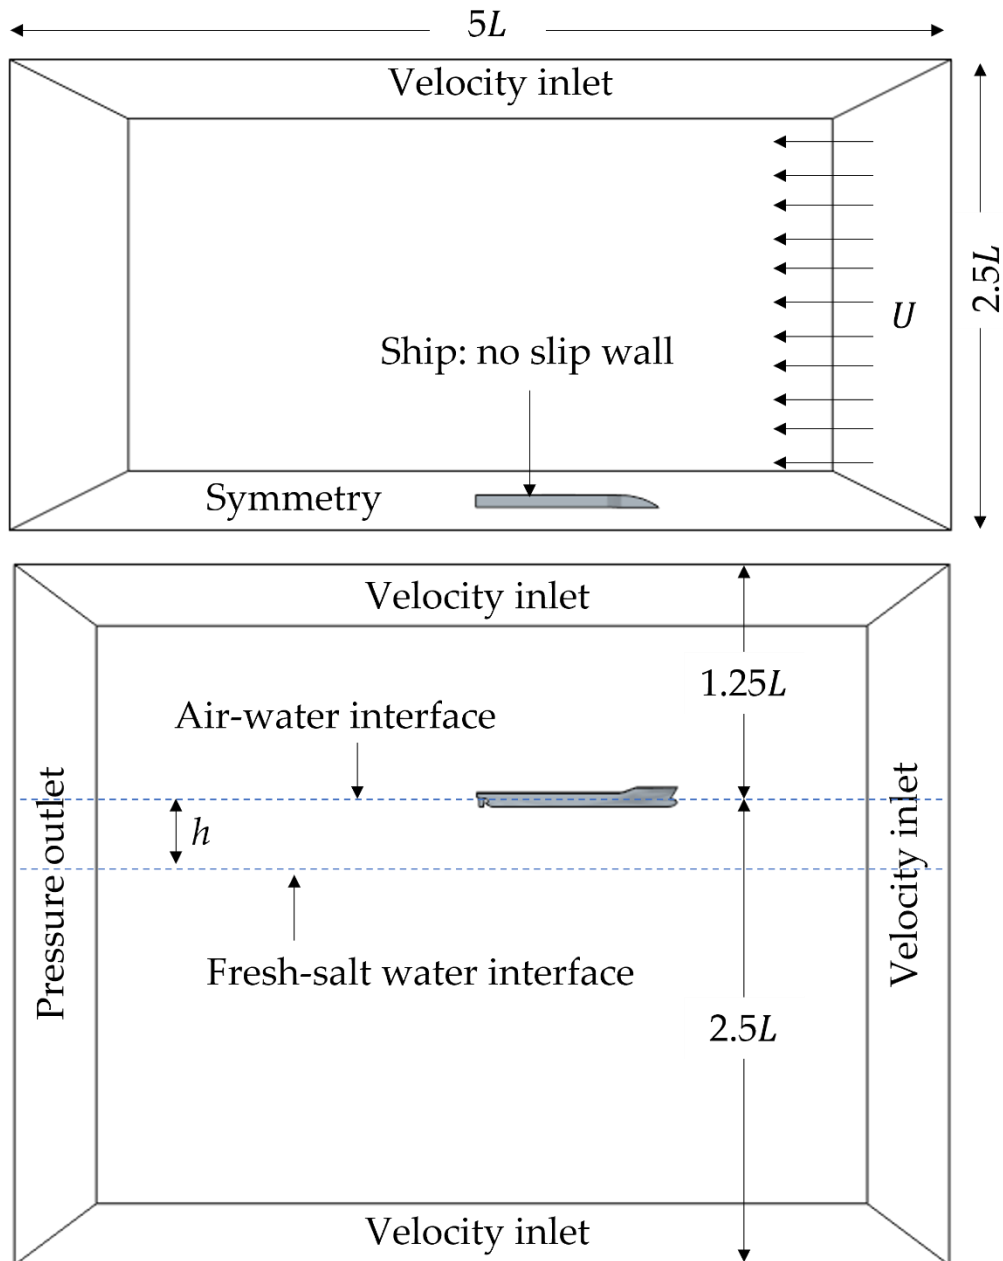 5L
Velocity inlet
2.5L
U
Ship: no slip wall
Symmetry
Velocity inlet
1.25L
Air-water interface
Pressure outlet
h
Velocity inlet
Fresh-salt water interface
2.5L
Velocity inlet